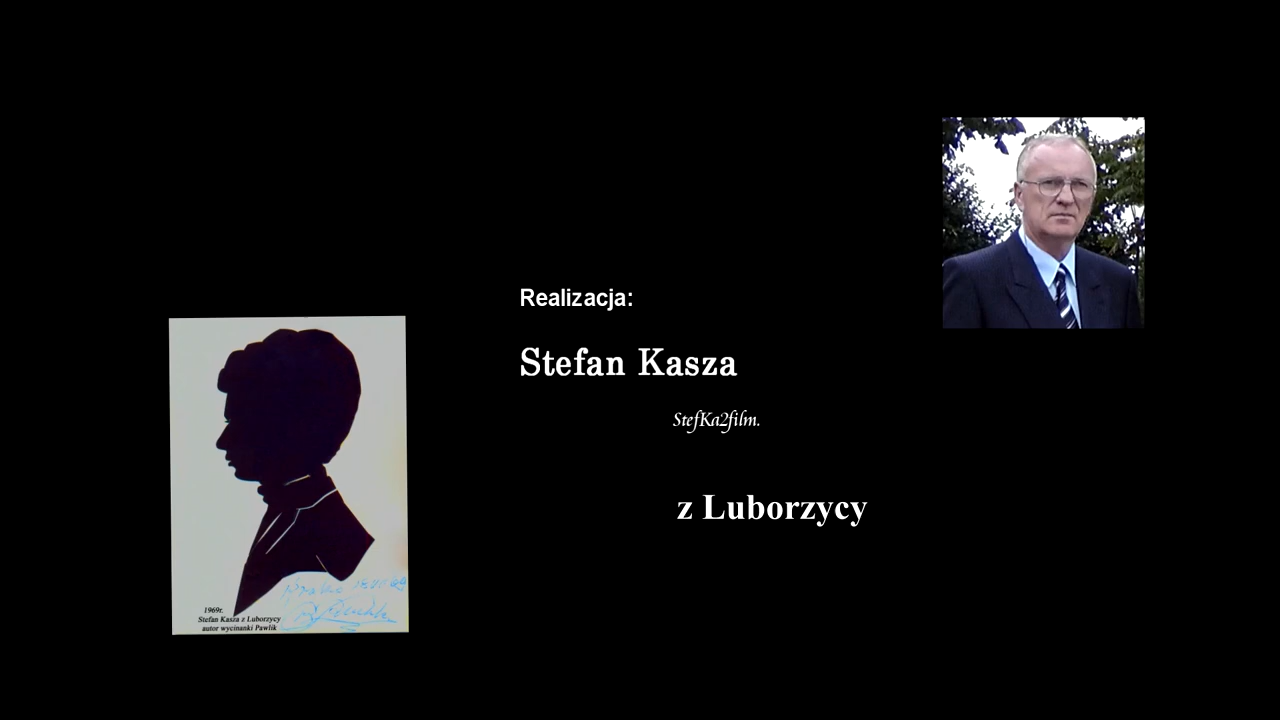 Realizacja:
Stefan Kasza
StefKa2film.
z Luborzycy
1969r.
Stefan Kasza z Luborzycy
autor wycinanki Pawlik